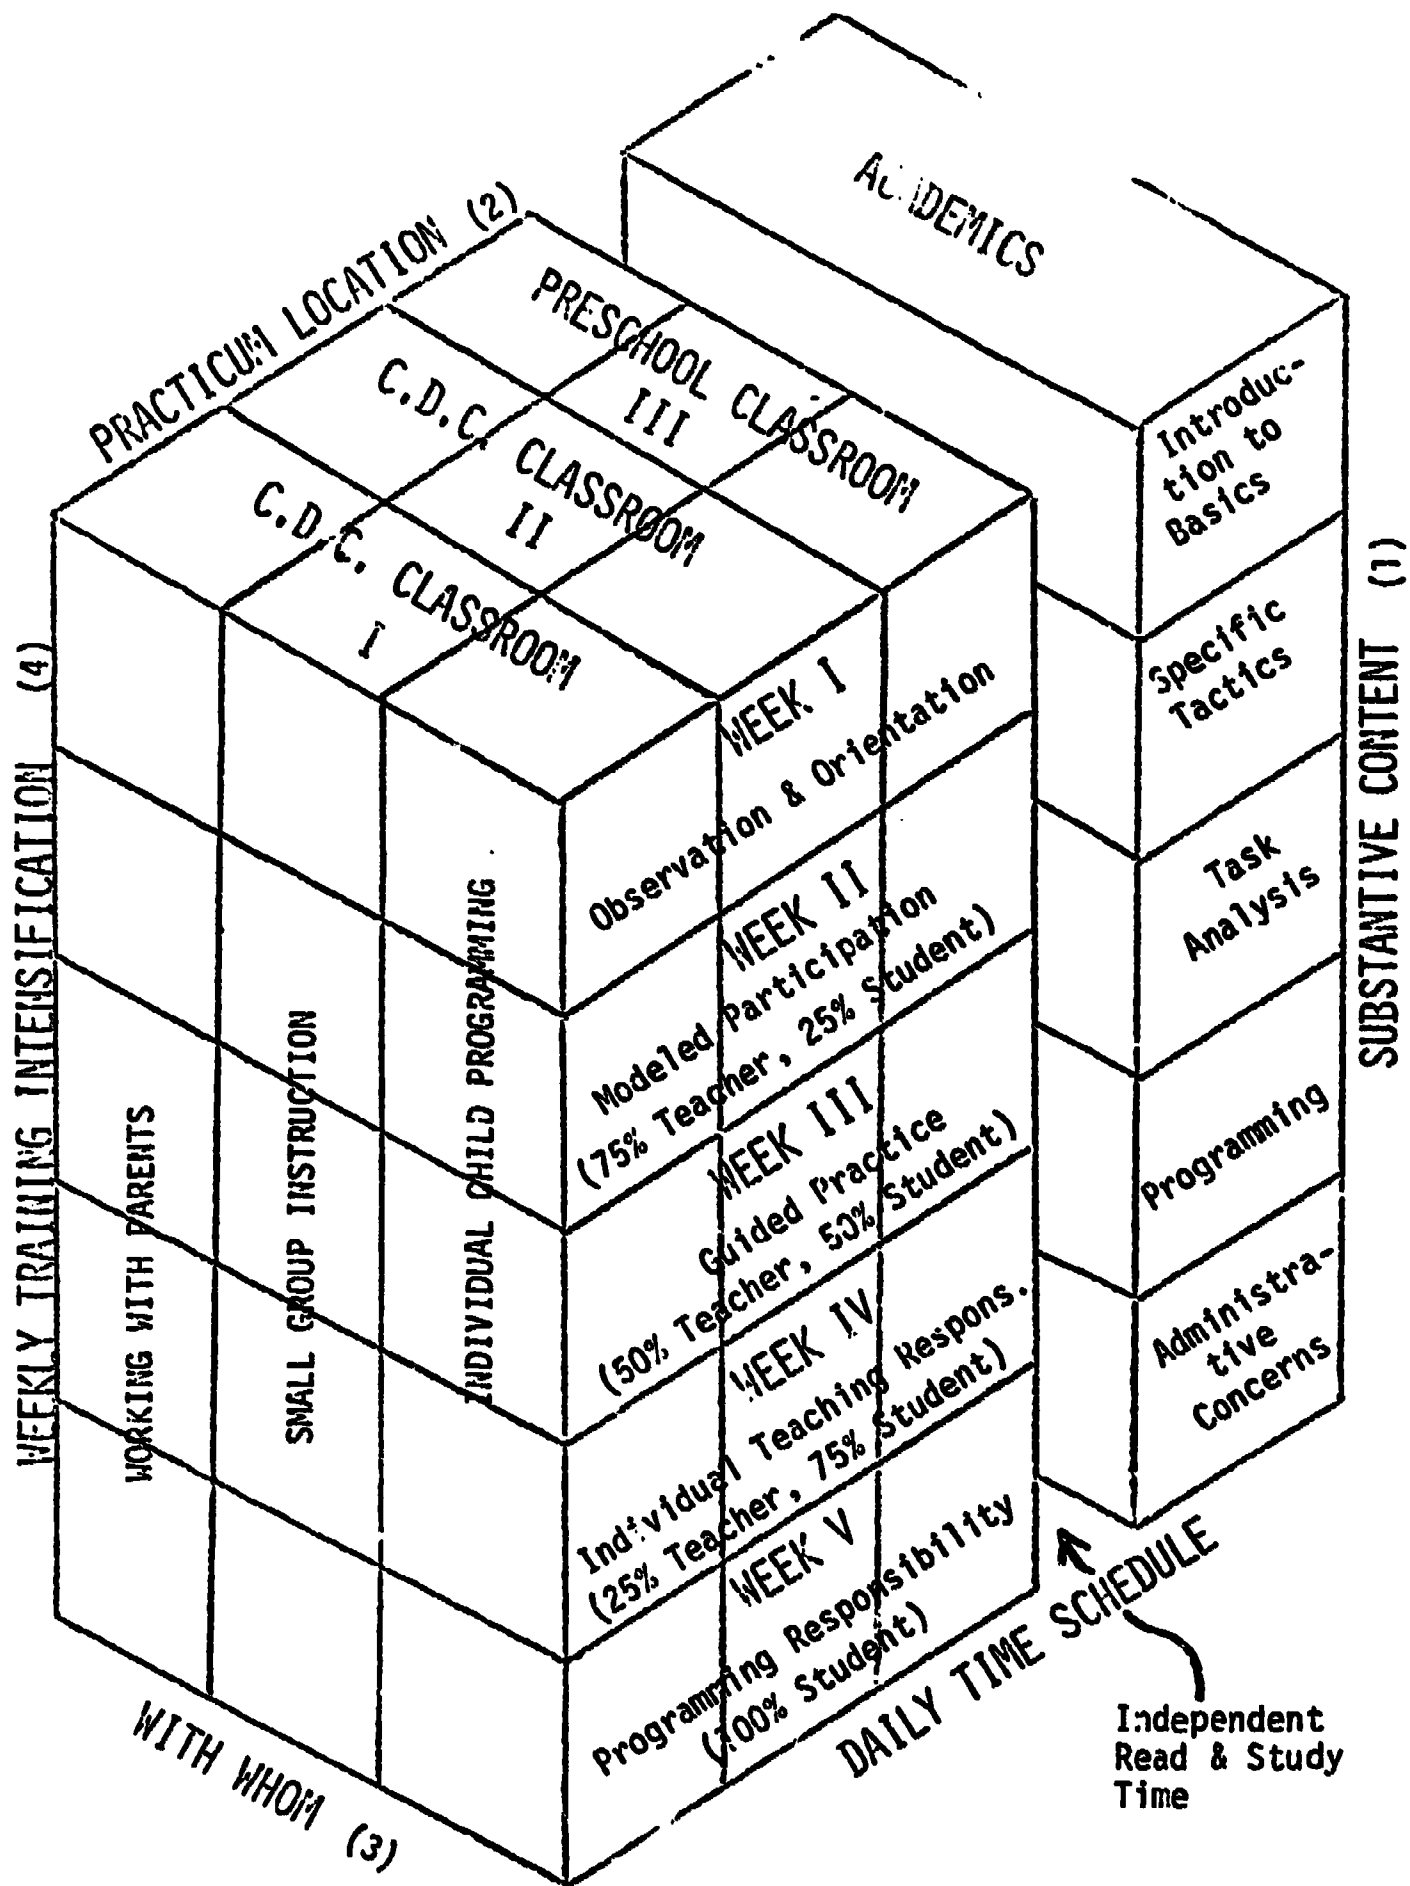 ACADEMICS
PRACTICUM LOCATION (2)
PRESCHOOL CLASSROOM
III
C.D.C. CLASSROOM
II
C.D.C. CLASSROOM
I
Introduc-
tion to
Basics
Specific
Tactics
Task
Analysis
Programming
Administra-
tive
Concerns
SUBSTANTIVE CONTENT (1)
WEEK I
Observation & Orientation
WEEK II
Modeled Participation
(75% Teacher, 25% Student)
WEEK III
Guided Practice
(50% Teacher, 50% Student)
WEEK IV
Individual Teaching Respons.
(25% Teacher, 75% Student)
WEEK V
Programming Responsibility
(100% Student)
WEEKLY TRAINING INTENSIFICATION (4)
WORKING WITH PARENTS
SMALL GROUP INSTRUCTION
INDIVIDUAL CHILD PROGRAMMING
WITH WHOM (3)
DAILY TIME SCHEDULE
Independent
Read & Study
Time